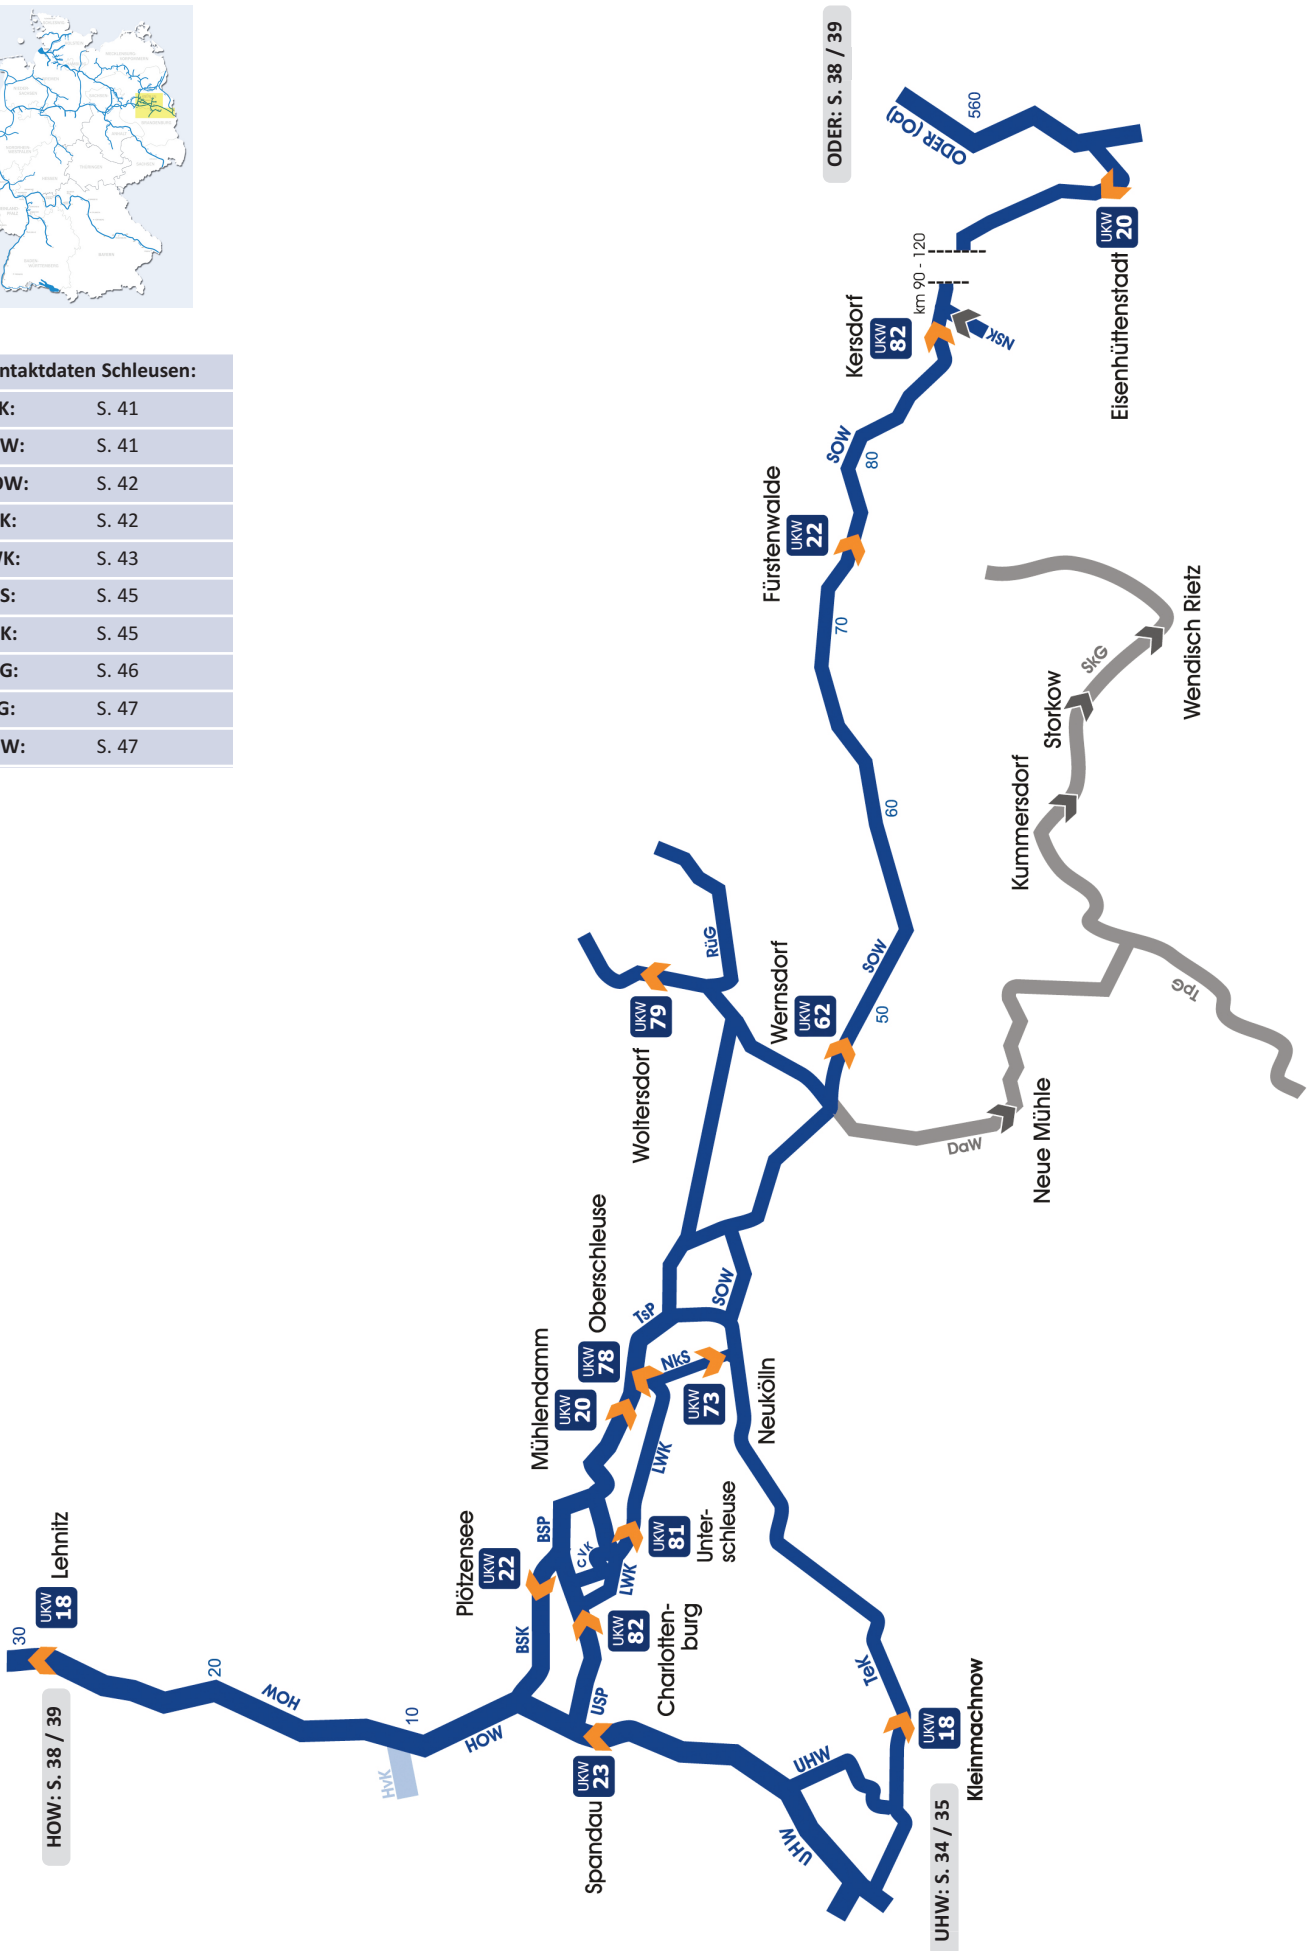 ntaktdaten Schleusen:
K: S. 41
W: S. 41
OW: S. 42
K: S. 42
VK: S. 43
S: S. 45
K: S. 45
G: S. 46
G: S. 47
W: S. 47
ODER: S. 38 / 39
560
ODER (Od)
UKW
20
Eisenhüttenstadt
km 90 - 120
NSK
Kersdorf
UKW
82
SOW
80
Fürstenwalde
UKW
22
70
60
SkG
Wendisch Rietz
Storkow
Kummersdorf
TpG
RüG
SOW
50
Wernsdorf
UKW
62
UKW
79
Woltersdorf
DaW
Neue Mühle
Oberschleuse
UKW
78
TsP
SOW
NkS
UKW
73
Neukölln
Mühlendamm
UKW
20
LWK
BSP
CVK
LWK
UKW
81
Unter-
schleuse
Plötzensee
UKW
22
BSK
USP
UKW
82
Charlotten-
burg
Lehnitz
UKW
18
30
20
HOW
10
HOW
HvK
HOW: S. 38 / 39
UKW
23
Spandau
UHW
UHW
TeK
UKW
18
Kleinmachnow
UHW: S. 34 / 35